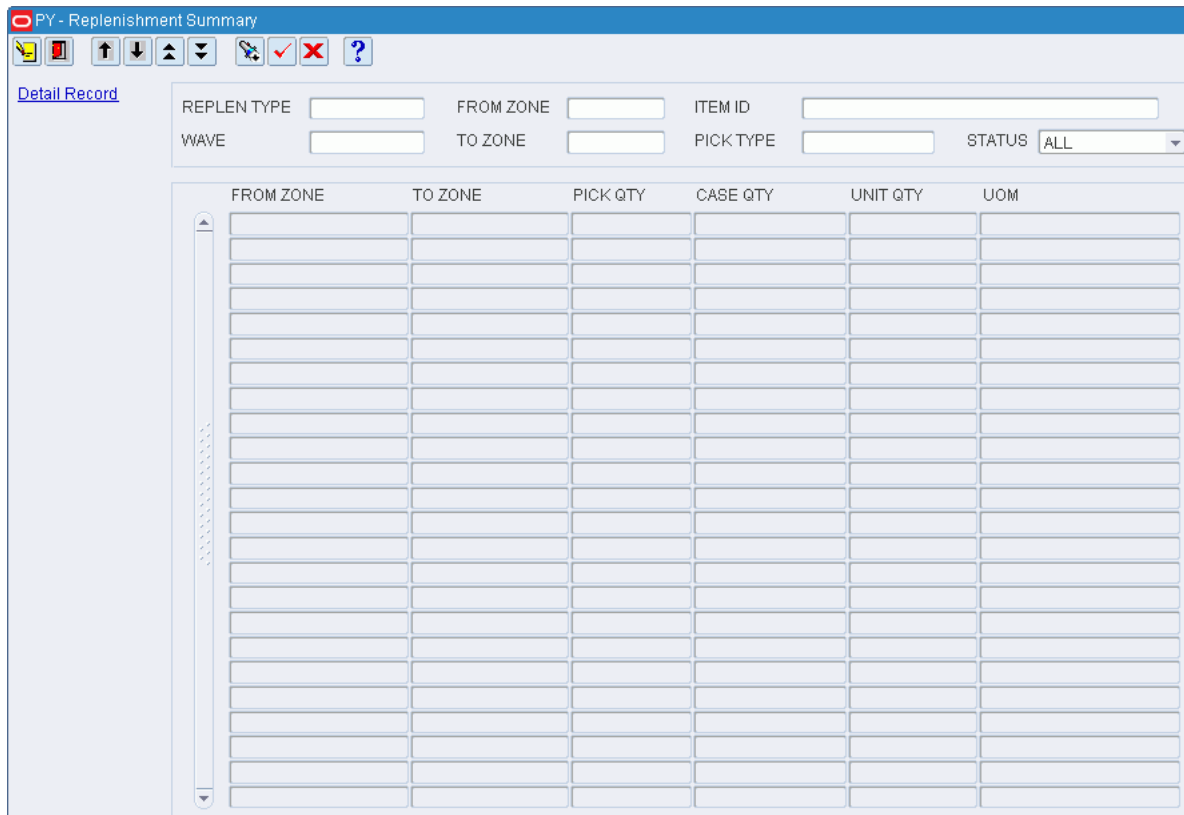 PY - Replenishment Summary
?
Detail Record
REPLEN TYPE FROM ZONE ITEM ID
WAVE TO ZONE PICK TYPE STATUS ALL
FROM ZONE TO ZONE PICK QTY CASE QTY UNIT QTY UOM